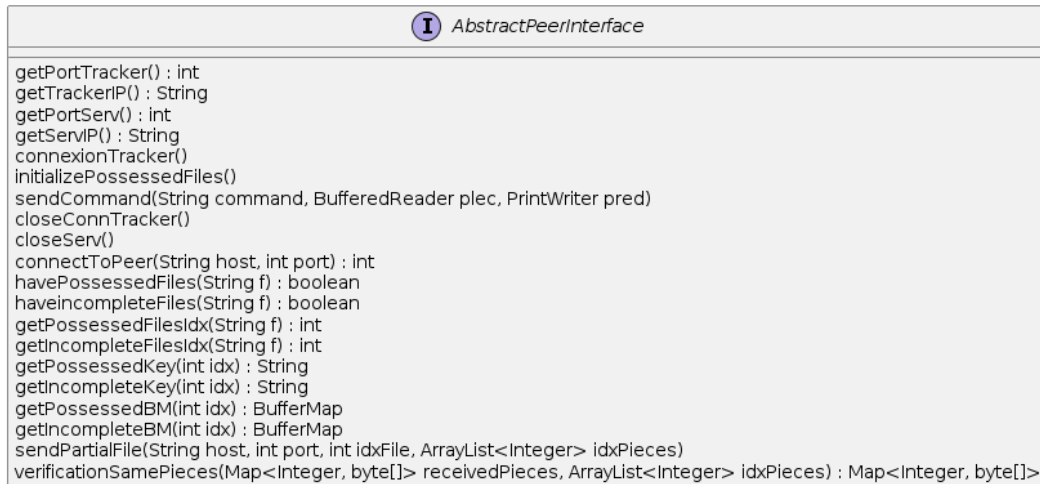 I AbstractPeerInterface
getPortTracker() : int
getTrackerIP() : String
getPortServ() : int
getServIP() : String
connexionTracker()
initializePossessedFiles()
sendCommand(String command, BufferedReader plec, PrintWriter pred)
closeConnTracker()
closeServ()
connectToPeer(String host, int port) : int
havePossessedFiles(String f) : boolean
haveincompleteFiles(String f) : boolean
getPossessedFilesIdx(String f) : int
getIncompleteFilesIdx(String f) : int
getPossessedKey(int idx) : String
getIncompleteKey(int idx) : String
getPossessedBM(int idx) : BufferMap
getIncompleteBM(int idx) : BufferMap
sendPartialFile(String host, int port, int idxFile, ArrayList<Integer> idxPieces)
verificationSamePieces(Map<Integer, byte[]> receivedPieces, ArrayList<Integer> idxPieces) : Map<Integer, byte[]>